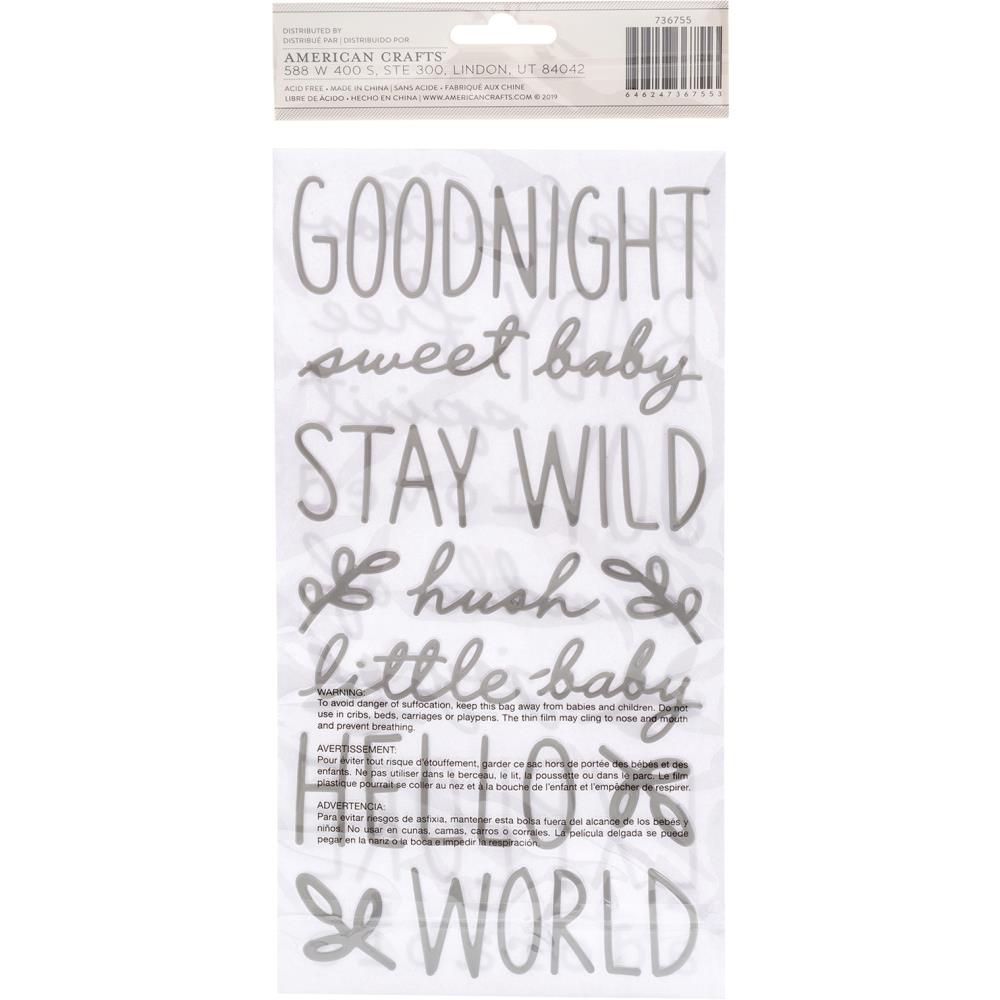 DISTRIBUTED BY
DISTRIBUÉ PAR | DISTRIBUIDO POR
AMERICAN CRAFTS™
588 W 400 S, STE 300, LINDON, UT 84042
ACID FREE • MADE IN CHINA | SANS ACIDE • FABRIQUÉ AUX CHINE
LIBRE DE ÁCIDO • HECHO EN CHINA | WWW.AMERICANCRAFTS.COM © 2019
736755
646247367553
GOODNIGHT
sweet baby
STAY WILD
hush
little baby
WARNING:
To avoid danger of suffocation, keep this bag away from babies and children. Do not
use in cribs, beds, carriages or playpens. The thin film may cling to nose and mouth
and prevent breathing.
HELLO
AVERTISSEMENT:
Pour éviter tout risque d'étouffement, garder ce sac hors de portée des bébés et des
enfants. Ne pas utiliser dans le berceau, le lit, la poussette ou dans le parc. Le film
plastique pourrait se coller au nez et à la bouche de l'enfant et l'empêcher de respirer.
ADVERTENCIA:
Para evitar riesgos de asfixia, mantener esta bolsa fuera del alcance de los bebés y
niños. No usar en cunas, camas, carros o corrales. La película delgada se puede
pegar en la nariz o la boca e impedir la respiración.
WORLD